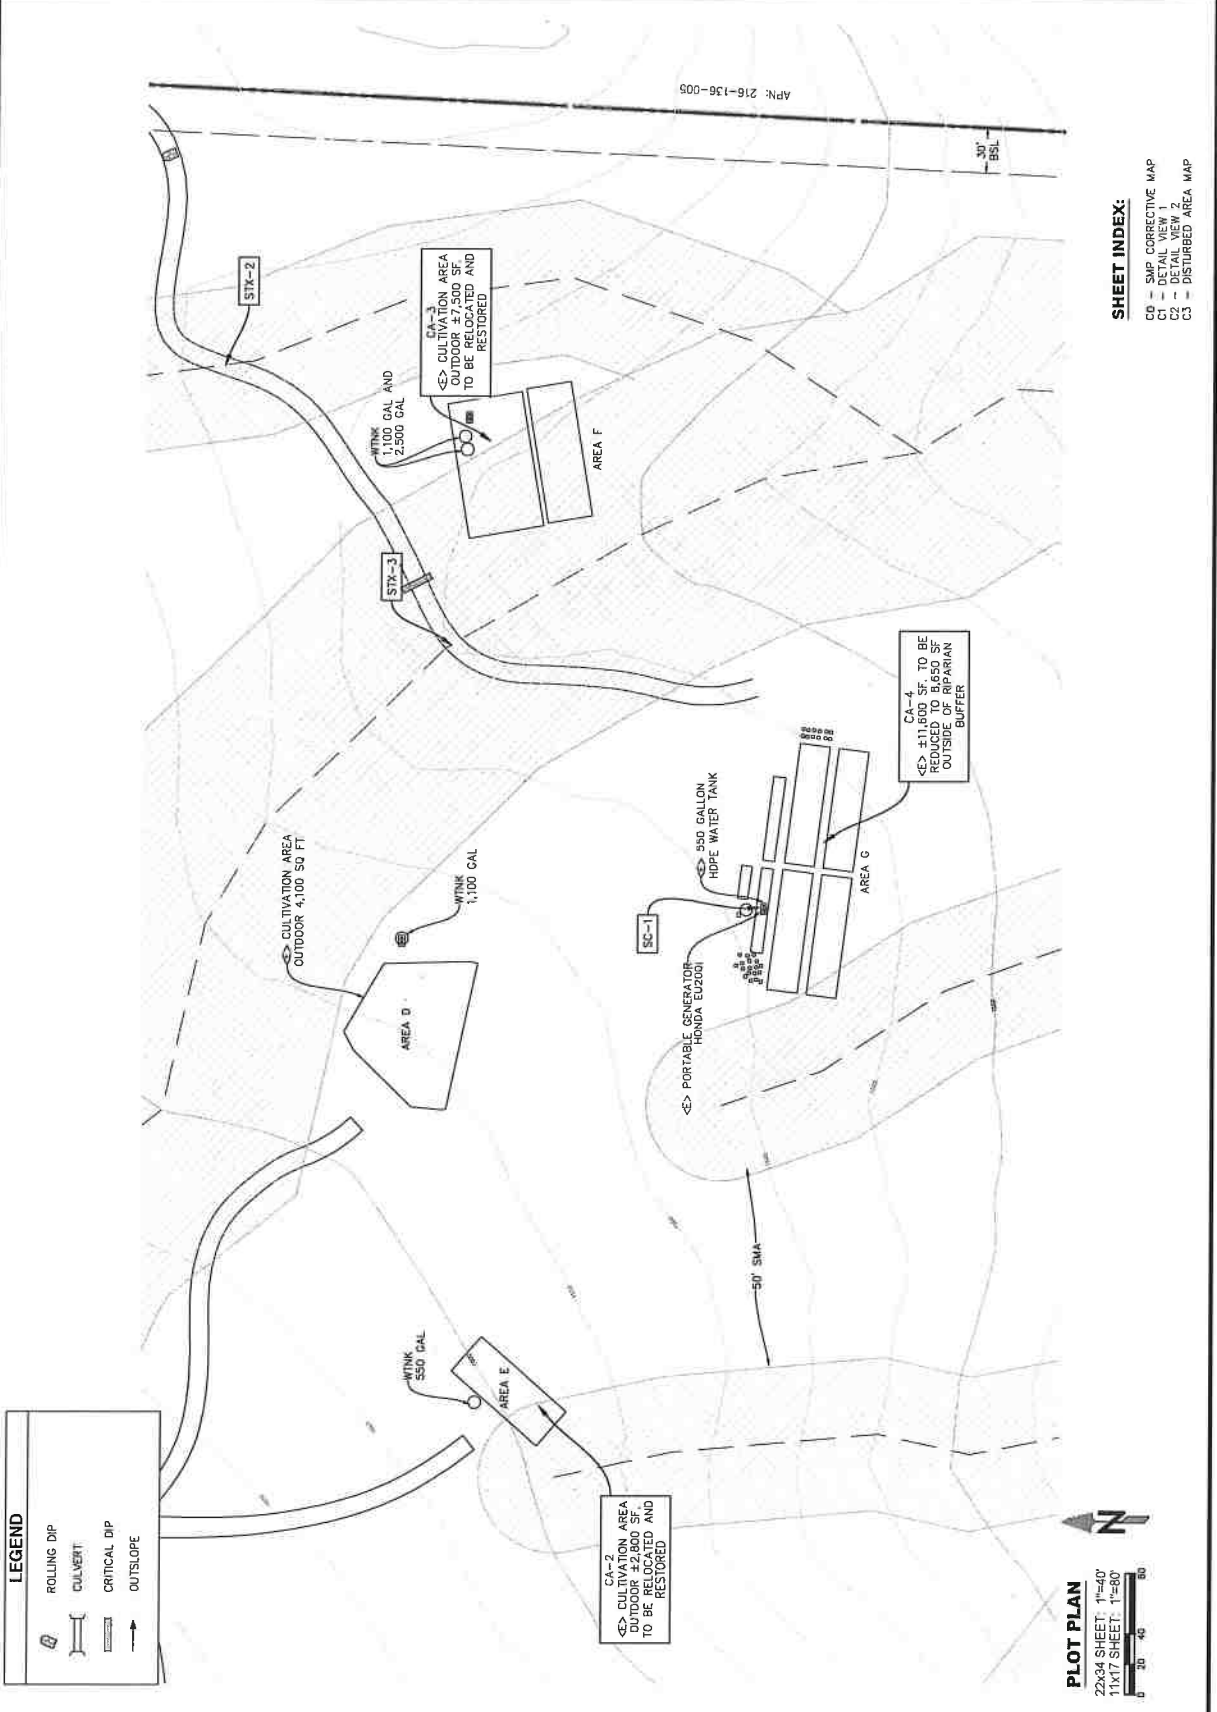 LEGEND
ROLLING DIP
CULVERT
CRITICAL DIP
OUTSLOPE
APN: 216-136-005
30'
BSL
STX-2
CA-3
<E> CULTIVATION AREA
OUTDOOR ±7,500 SF.
TO BE RELOCATED AND
RESTORED
WTNK
1,100 GAL AND
2,500 GAL
AREA F
STX-3
<E> CULTIVATION AREA
OUTDOOR 4,100 SQ FT
WTNK
1,100 GAL
AREA D
<E> 550 GALLON
HDPE WATER TANK
SC-1
<E> PORTABLE GENERATOR
HONDA EU200i
AREA G
CA-4
<E> ±11,600 SF. TO BE
REDUCED TO 8,650 SF
OUTSIDE OF RIPARIAN
BUFFER
WTNK
550 GAL
AREA E
50' SMA
CA-2
<E> CULTIVATION AREA
OUTDOOR ±2,800 SF.
TO BE RELOCATED AND
RESTORED
PLOT PLAN
22x34 SHEET: 1"=40'
11x17 SHEET: 1"=80'
0 20 40 80
N
SHEET INDEX:
C0 - SMP CORRECTIVE MAP
C1 - DETAIL VIEW 1
C2 - DETAIL VIEW 2
C3 - DISTURBED AREA MAP